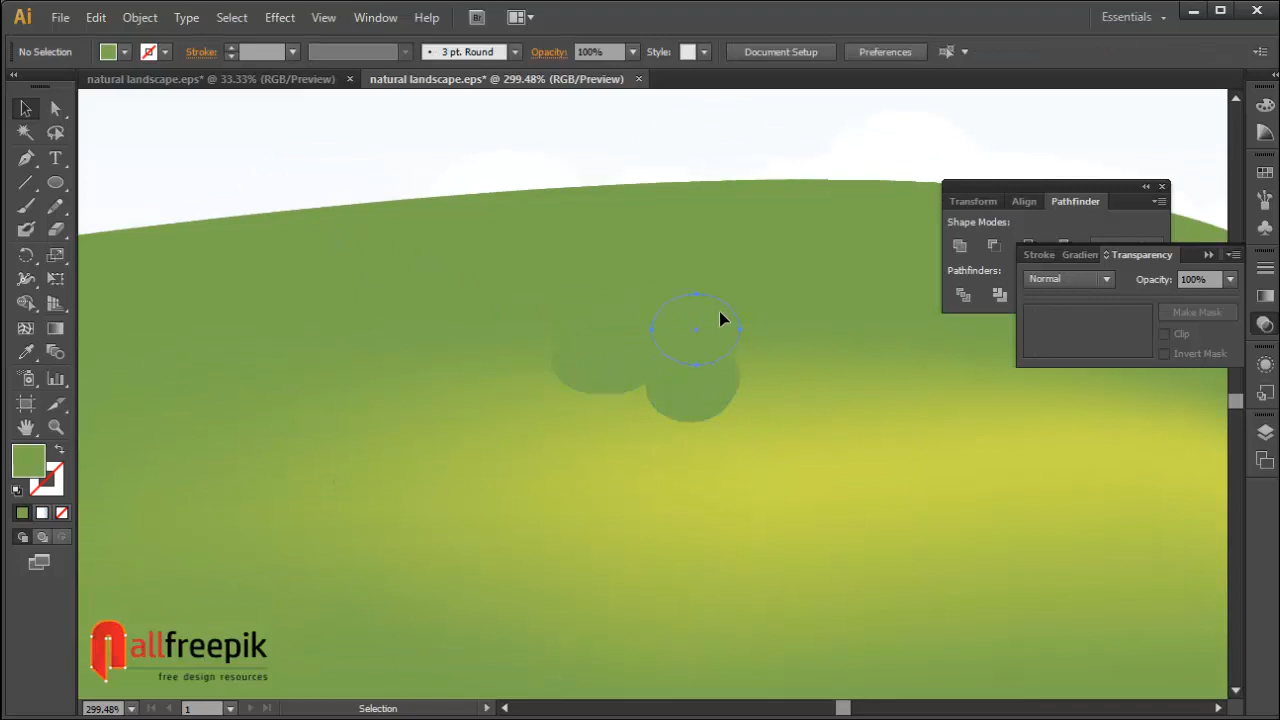 Ai File Edit Object Type Select Effect View Window Help Br Essentials
No Selection Stroke: 3 pt. Round Opacity: 100% Style: Document Setup Preferences
natural landscape.eps* @ 33.33% (RGB/Preview) natural landscape.eps* @ 299.48% (RGB/Preview)
Transform Align Pathfinder
Shape Modes:
Stroke Gradien Transparency
Pathfinders:
Normal Opacity: 100%
Make Mask
Clip
Invert Mask
allfreepik
free design resources
299.48% 1 Selection